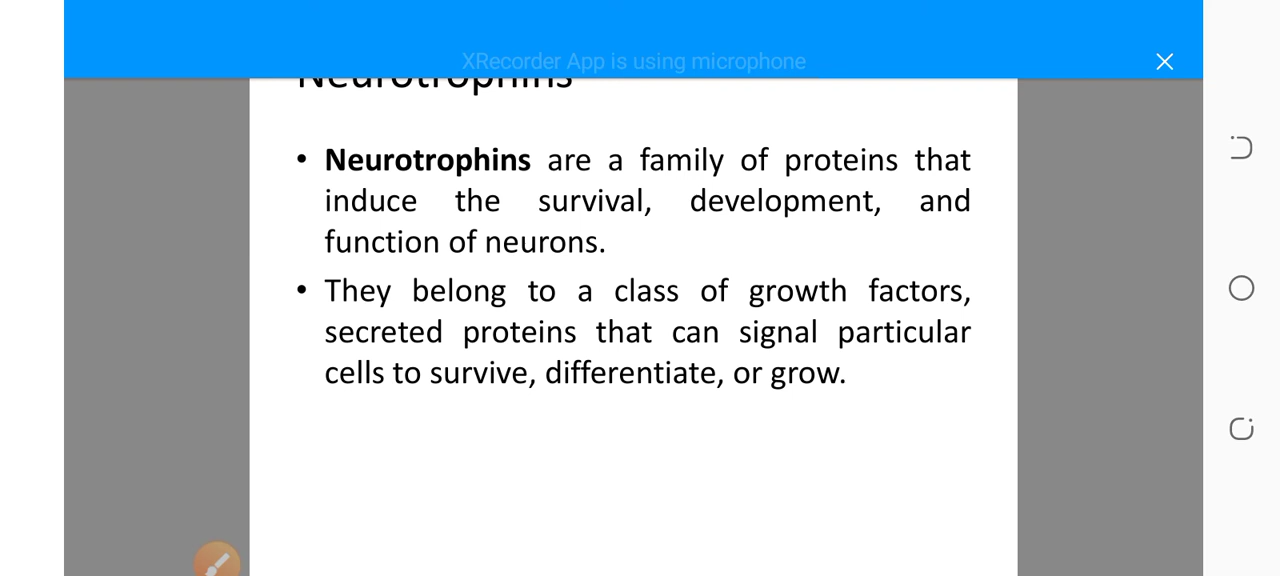 XRecorder App is using microphone
Neurotrophins
• Neurotrophins are a family of proteins that
induce the survival, development, and
function of neurons.
• They belong to a class of growth factors,
secreted proteins that can signal particular
cells to survive, differentiate, or grow.